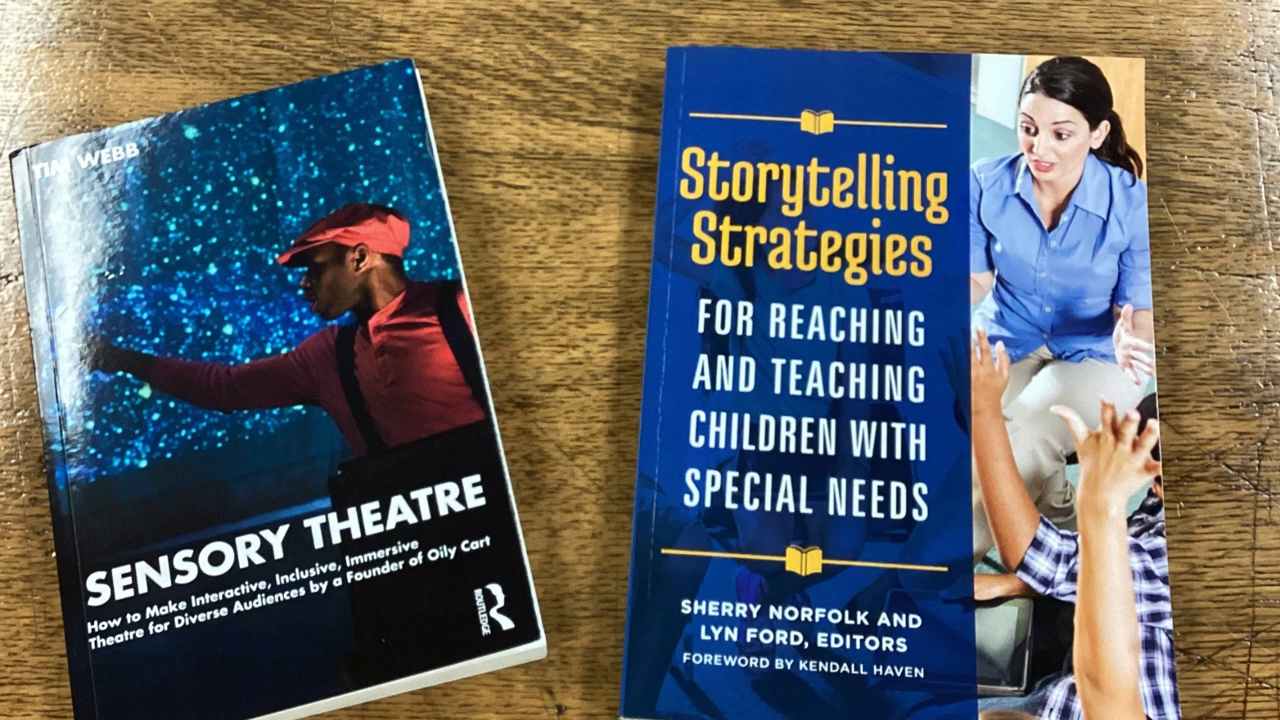 TIM WEBB
SENSORY THEATRE
How to Make Interactive, Inclusive, Immersive
Theatre for Diverse Audiences by a Founder of Oily Cart
ROUTLEDGE
Storytelling
Strategies
FOR REACHING
AND TEACHING
CHILDREN WITH
SPECIAL NEEDS
SHERRY NORFOLK AND
LYN FORD, EDITORS
FOREWORD BY KENDALL HAVEN